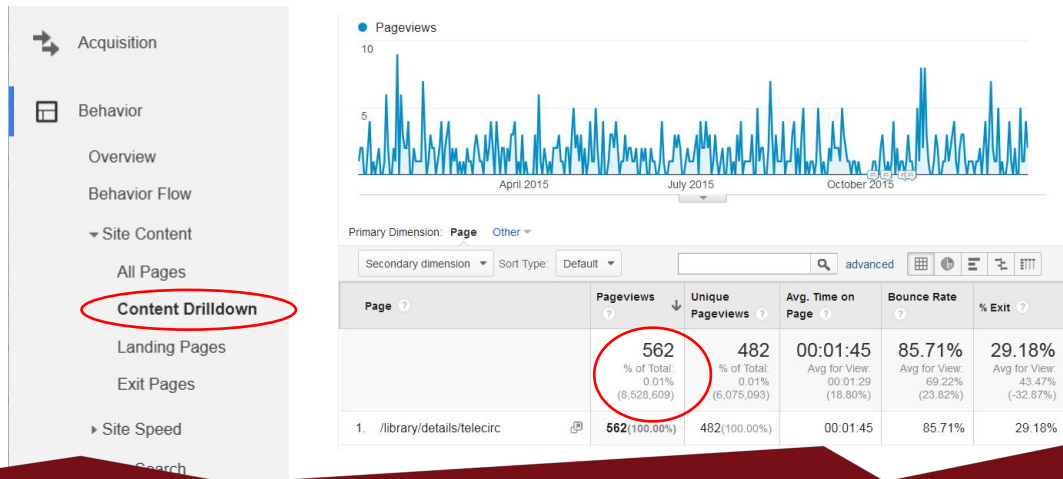 Acquisition
Behavior
Overview
Behavior Flow
Site Content
All Pages
Content Drilldown
Landing Pages
Exit Pages
Site Speed
Search
Pageviews
10
5
April 2015
July 2015
October 2015
Primary Dimension: Page Other
Secondary dimension Sort Type: Default advanced
Page ? Pageviews ? Unique Pageviews ? Avg. Time on Page ? Bounce Rate ? % Exit ?
562 482 00:01:45 85.71% 29.18%
% of Total: % of Total: Avg for View: Avg for View: Avg for View:
0.01% 0.01% 00:01:29 69.22% 43.47%
(8,528,609) (6,075,093) (18.80%) (23.82%) (-32.87%)
1. /library/details/telecirc 562(100.00%) 482(100.00%) 00:01:45 85.71% 29.18%